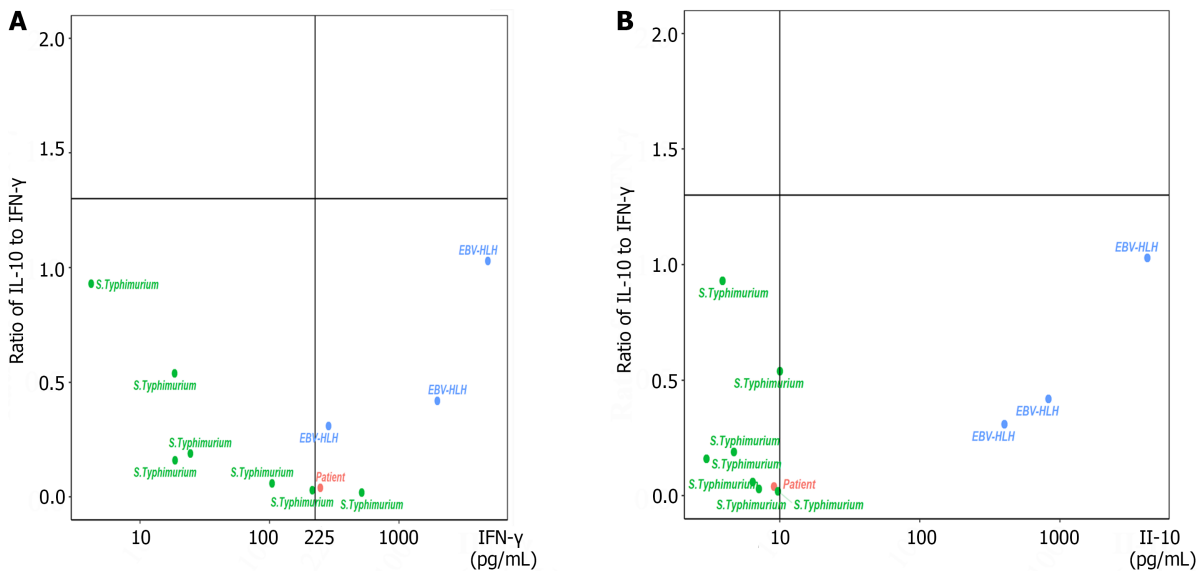 A
Ratio of IL-10 to IFN-γ
2.0
1.5
1.0
0.5
0.0
EBV-HLH
S.Typhimurium
S.Typhimurium
EBV-HLH
EBV-HLH
S.Typhimurium
S.Typhimurium
S.Typhimurium
Patient
S.Typhimurium
S.Typhimurium
10
100
225
1000
IFN-γ
(pg/mL)
B
Ratio of IL-10 to IFN-γ
2.0
1.5
1.0
0.5
0.0
EBV-HLH
S.Typhimurium
S.Typhimurium
EBV-HLH
EBV-HLH
S.Typhimurium
S.Typhimurium
S.Typhimurium
Patient
S.Typhimurium
S.Typhimurium
10
100
1000
II-10
(pg/mL)